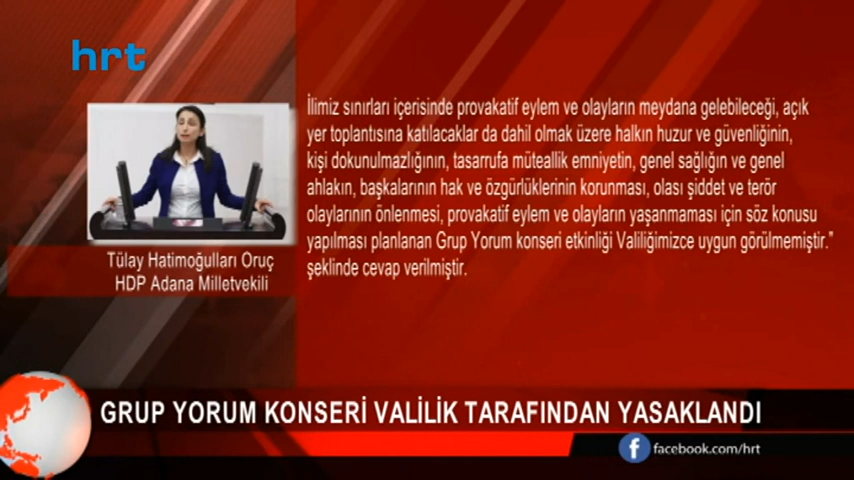 hrt
İlimiz sınırları içerisinde provakatif eylem ve olayların meydana gelebileceği, açık
yer toplantısına katılacaklar da dahil olmak üzere halkın huzur ve güvenliğinin,
kişi dokunulmazlığının, tasarrufa müteallik emniyetin, genel sağlığın ve genel
ahlakın, başkalarının hak ve özgürlüklerinin korunması, olası şiddet ve terör
olaylarının önlenmesi, provakatif eylem ve olayların yaşanmaması için söz konusu
yapılması planlanan Grup Yorum konseri etkinliği Valiliğimizce uygun görülmemiştir.”
şeklinde cevap verilmiştir.
Tülay Hatimoğulları Oruç
HDP Adana Milletvekili
GRUP YORUM KONSERİ VALİLİK TARAFINDAN YASAKLANDI
facebook.com/hrt